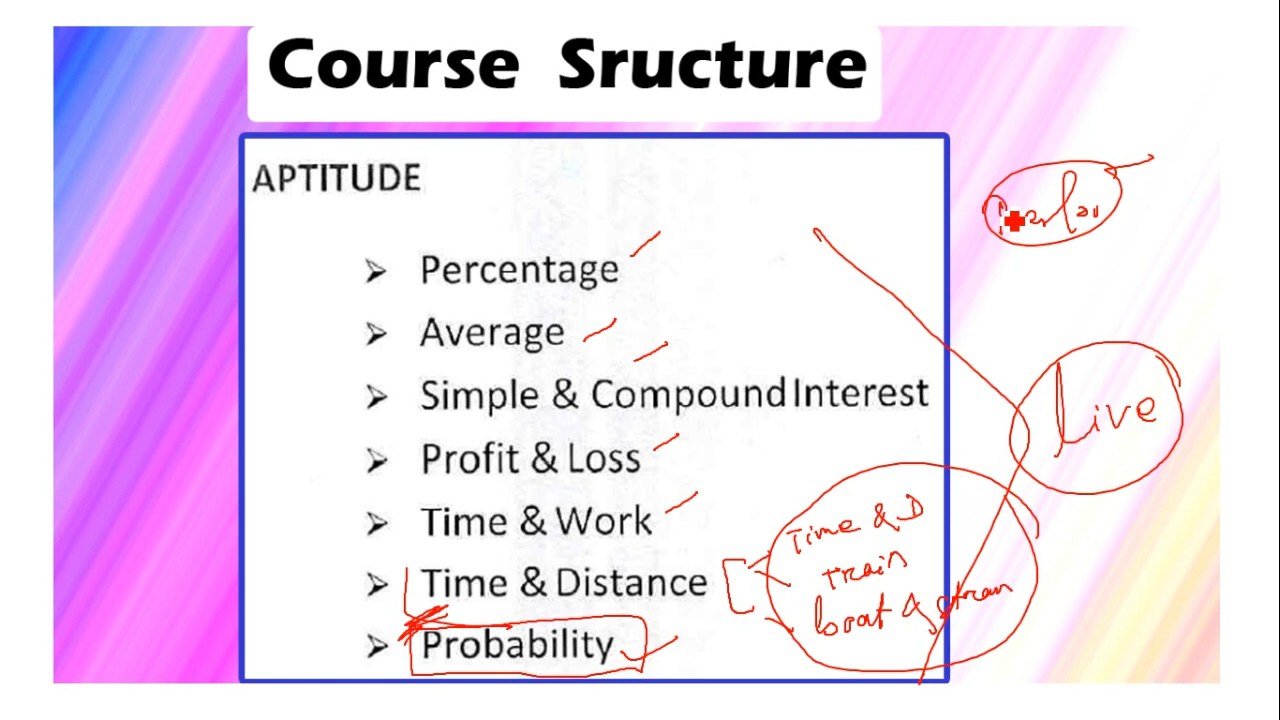 Course Sructure
APTITUDE
Percentage
Average
Simple & Compound Interest
Profit & Loss
Time & Work
Time & Distance
Probability
Live
Time & D
train
boat &